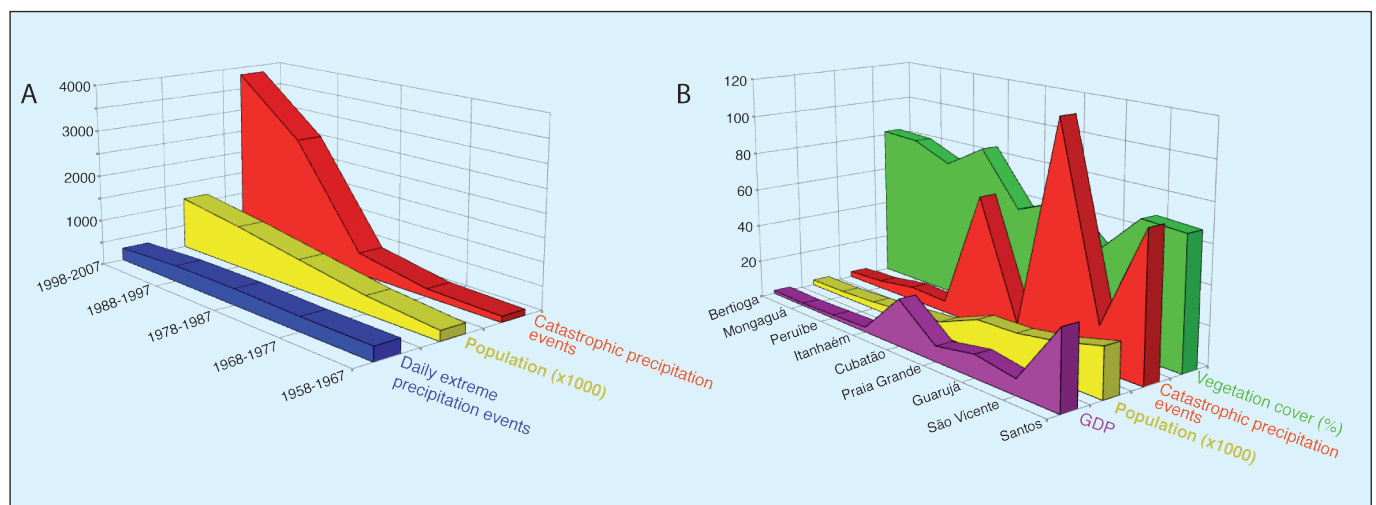 A
4000
3000
2000
1000
1998-2007
1988-1997
1978-1987
1968-1977
1958-1967
Catastrophic precipitation
events
Population (x1000)
Daily extreme
precipitation events
B
120
100
80
60
40
20
Bertioga
Mongaguá
Peruíbe
Itanhaém
Cubatão
Praia Grande
Guarujá
São Vicente
Santos
Vegetation cover (%)
Catastrophic precipitation
events
Population (x1000)
GDP